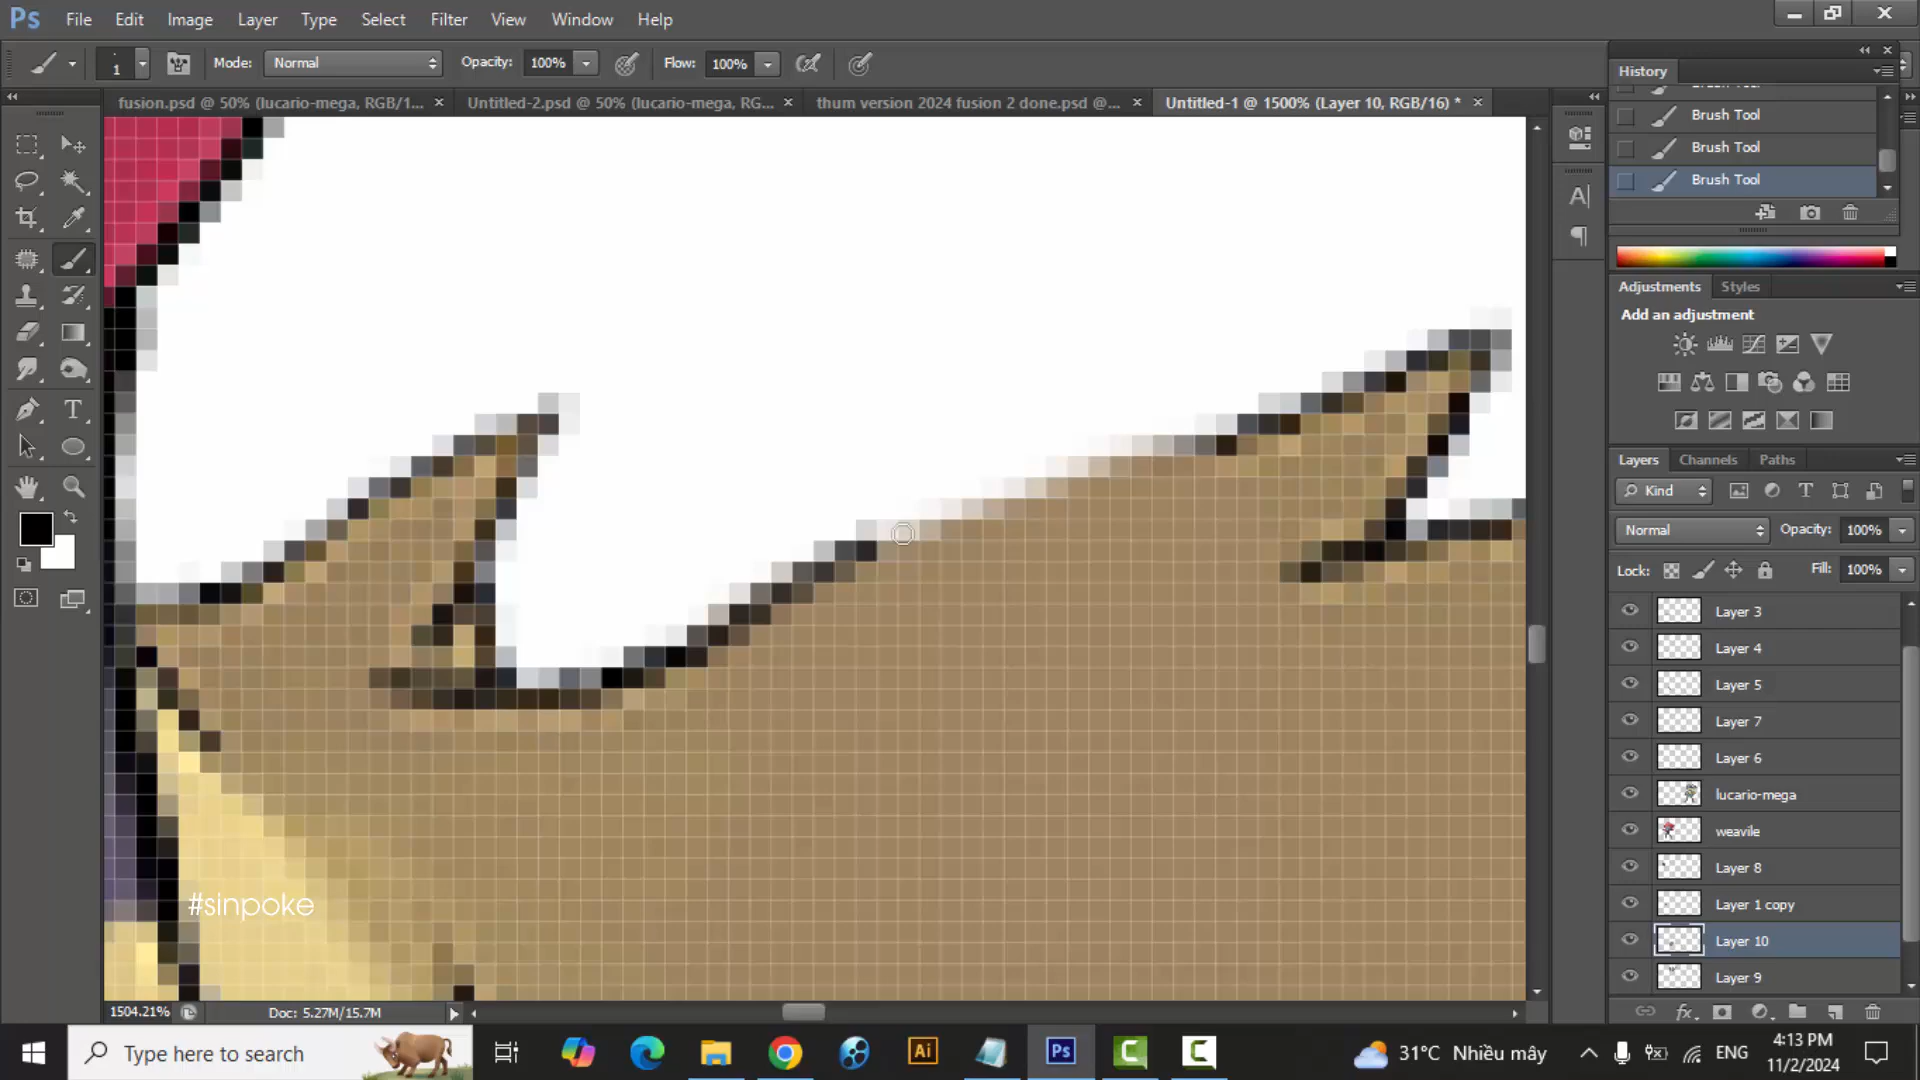 Ps File Edit Image Layer Type Select Filter View Window Help
1 Mode: Normal Opacity: 100% Flow: 100%
fusion.psd @ 50% (lucario-mega, RGB/1... Untitled-2.psd @ 50% (lucario-mega, RG... thum version 2024 fusion 2 done.psd @... Untitled-1 @ 1500% (Layer 10, RGB/16) *
History
Brush Tool
Brush Tool
Brush Tool
Adjustments Styles
Add an adjustment
Layers Channels Paths
Kind
Normal Opacity: 100%
Lock: Fill: 100%
Layer 3
Layer 4
Layer 5
Layer 7
Layer 6
lucario-mega
weavile
Layer 8
Layer 1 copy
Layer 10
Layer 9
#sinpoke
1504.21% Doc: 5.27M/15.7M
Type here to search
Ai Ps
31°C Nhiều mây
ENG
4:13 PM
11/2/2024